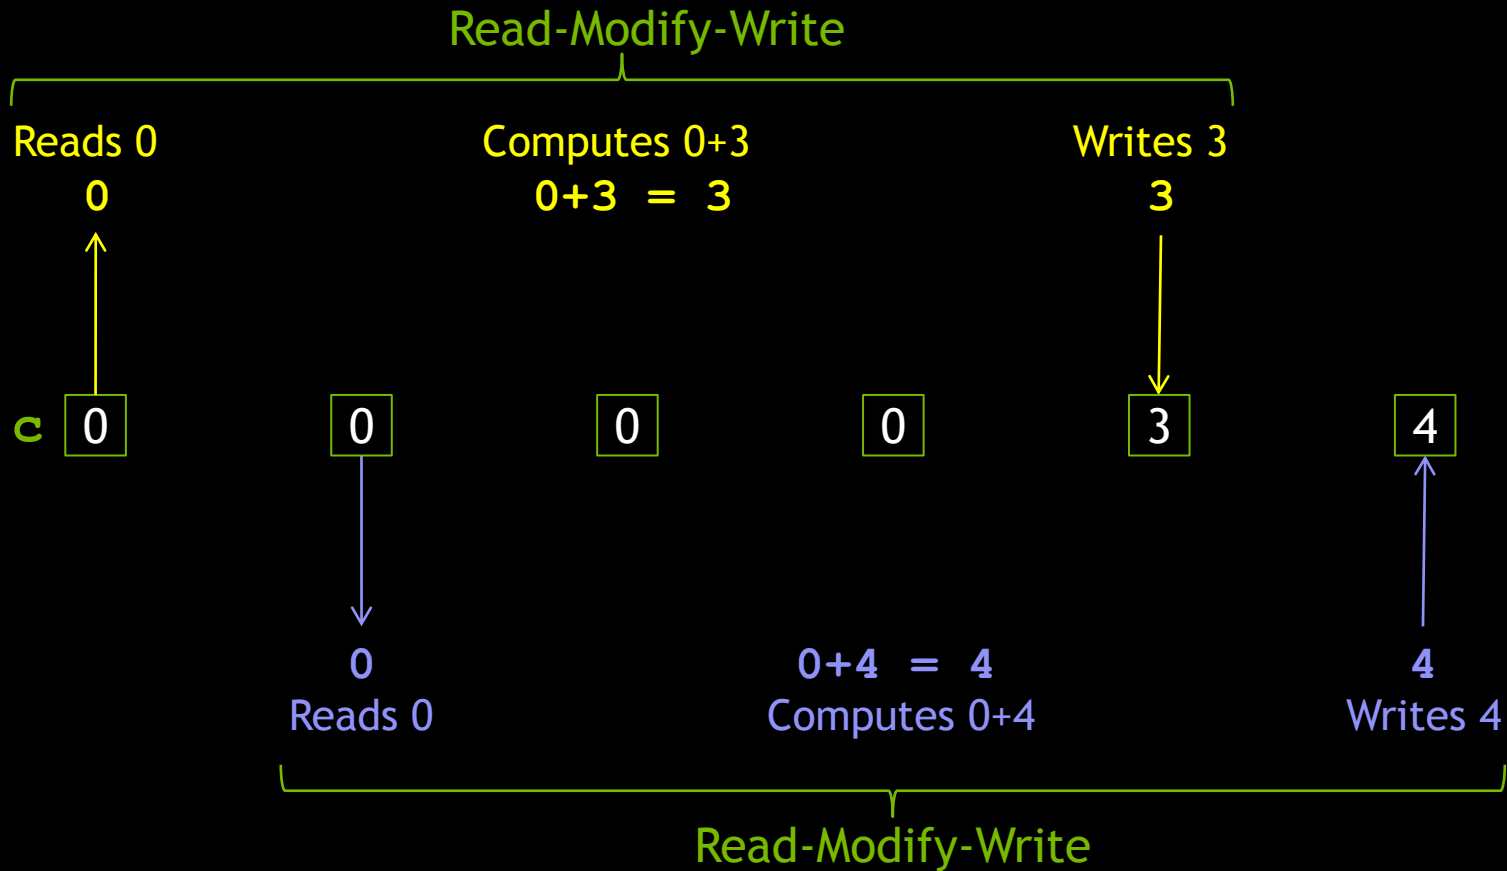 Read-Modify-Write
Reads 0 Computes 0+3 Writes 3
0 0+3 = 3 3
c 0 0 0 0 3 4
0 0+4 = 4 4
Reads 0 Computes 0+4 Writes 4
Read-Modify-Write